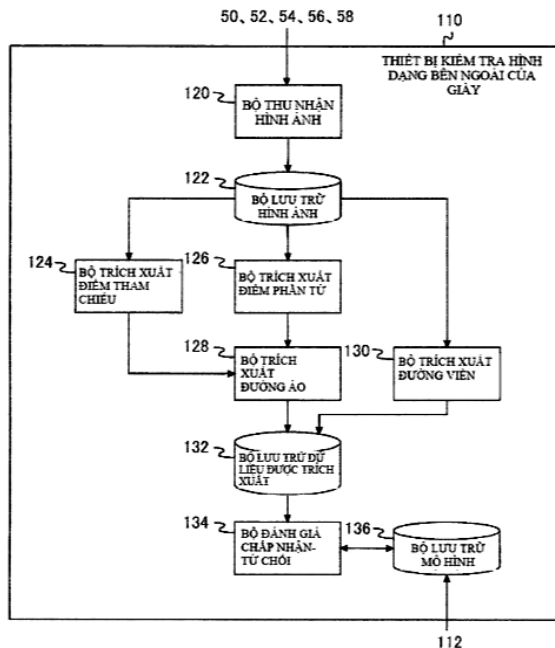 50、52、54、56、58
110
THIẾT BỊ KIỂM TRA HÌNH
DẠNG BÊN NGOÀI CỦA
GIÀY
120
BỘ THU NHẬN
HÌNH ẢNH
122
BỘ LƯU TRỮ
HÌNH ẢNH
124
BỘ TRÍCH XUẤT
ĐIỂM THAM
CHIẾU
126
BỘ TRÍCH XUẤT
ĐIỂM PHẦN TỬ
128
BỘ TRÍCH
XUẤT
ĐƯỜNG ẢO
130
BỘ TRÍCH XUẤT
ĐƯỜNG VIỀN
132
BỘ LƯU TRỮ DỮ
LIỆU ĐƯỢC TRÍCH
XUẤT
134
BỘ ĐÁNH GIÁ
CHẤP NHẬN-
TỪ CHỐI
136
BỘ LƯU TRỮ
MÔ HÌNH
112